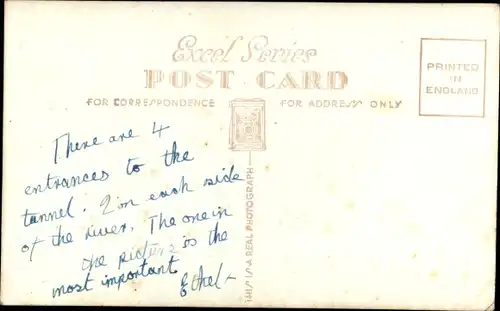 Excel Series
POST CARD
FOR CORRESPONDENCE
FOR ADDRESS ONLY
PRINTED
IN
ENGLAND
There are 4
entrances to the
tunnel. 2 on each side
of the river. The one in
the picture is the
most important
Ethel
THIS IS A REAL PHOTOGRAPH